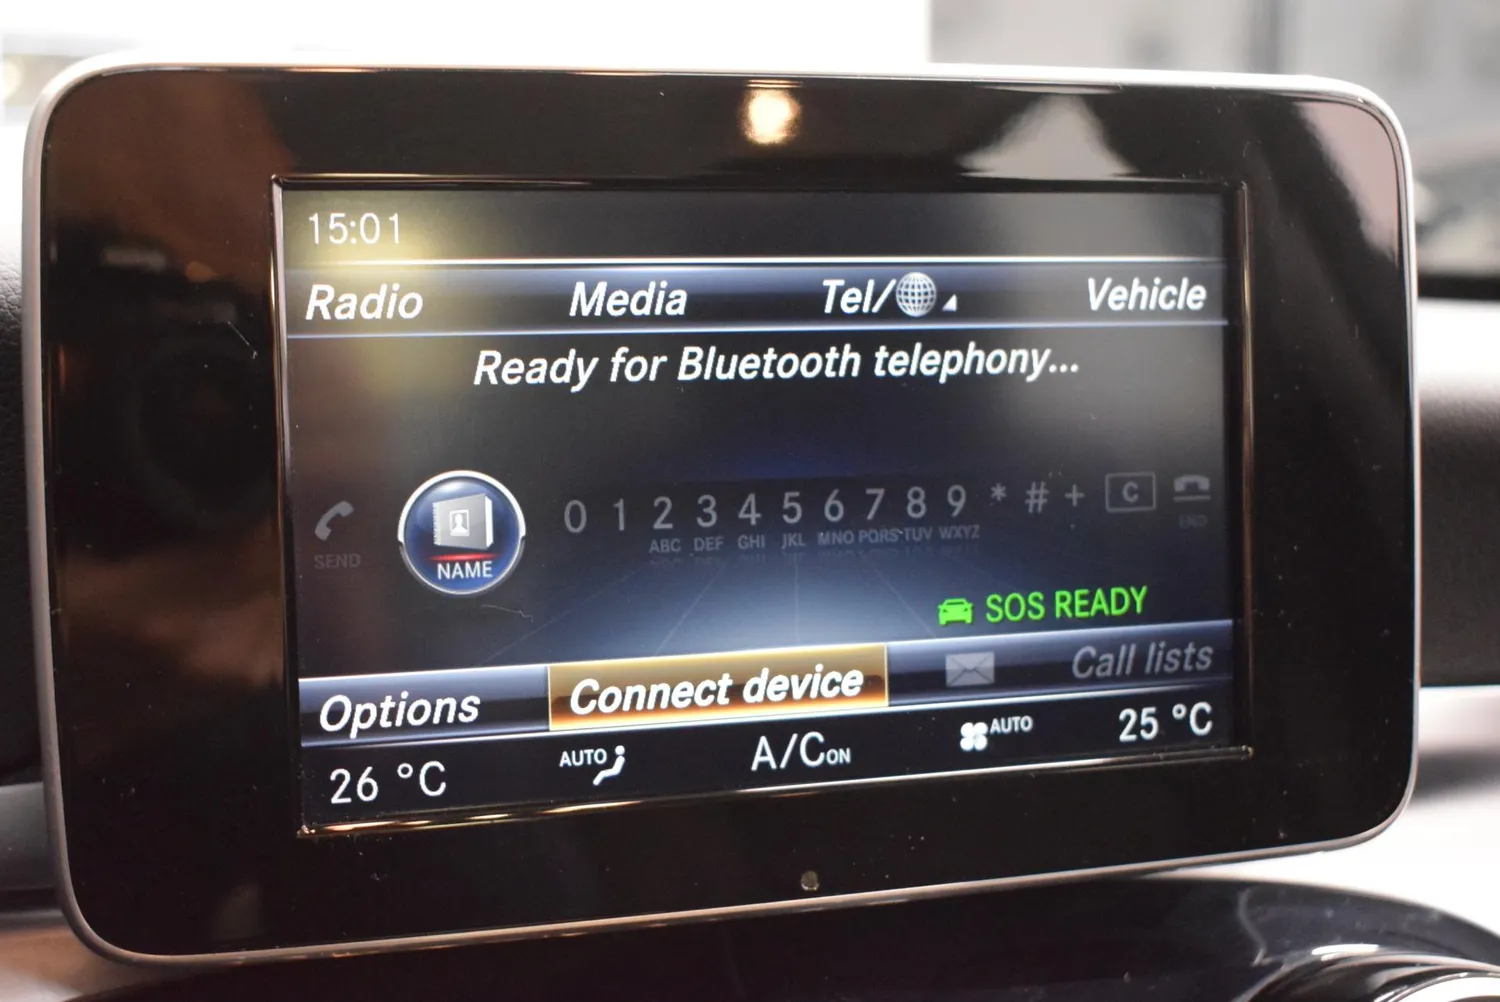 15:01
Radio Media Tel/ Vehicle
Ready for Bluetooth telephony...
0 1 2 3 4 5 6 7 8 9 * # + C
ABC DEF GHI JKL MNO PQRS TUV WXYZ
SEND NAME END
SOS READY
Options Connect device Call lists
26 °C AUTO A/C ON AUTO 25 °C